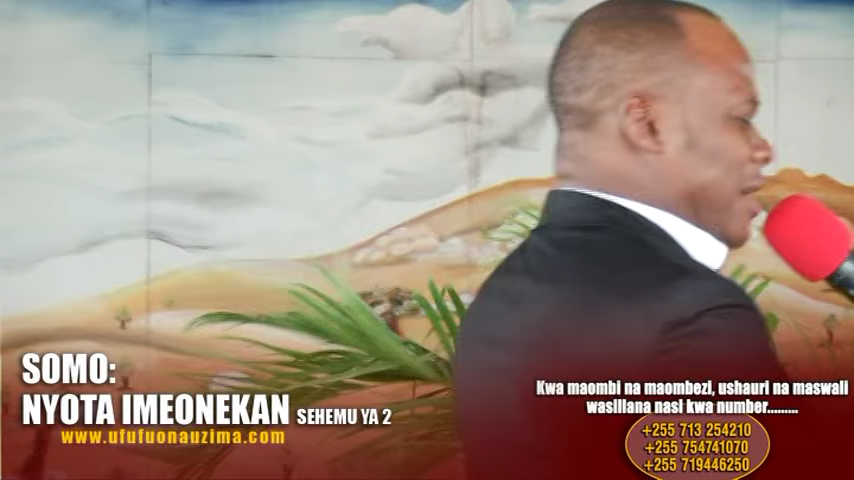 SOMO:
NYOTA IMEONEKAN SEHEMU YA 2
www.ufufuonauzima.com
Kwa maombi na maombezi, ushauri na maswali
wasiliana nasi kwa number.........
+255 713 254210
+255 754741070
+255 719446250